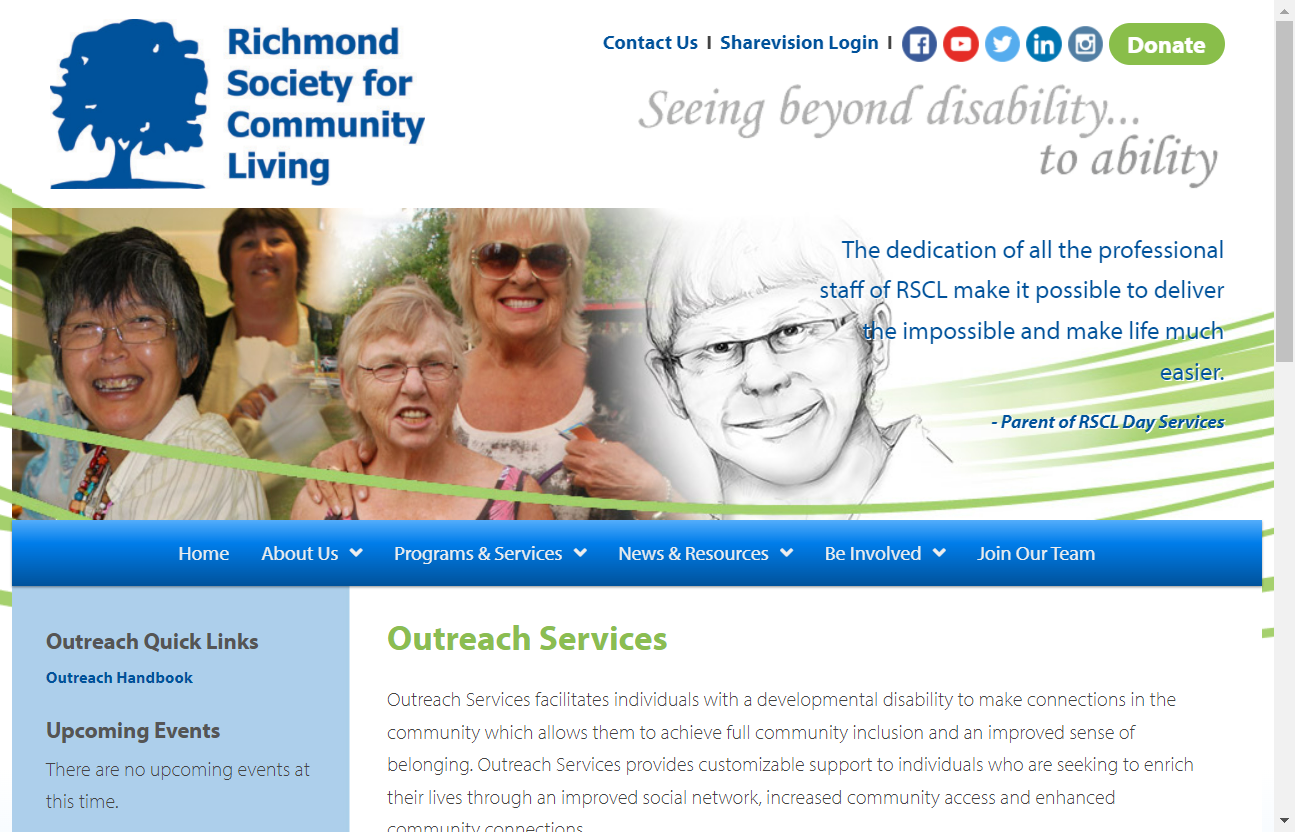 Richmond
Society for
Community
Living
Contact Us I Sharevision Login I
Donate
Seeing beyond disability...
to ability
The dedication of all the professional
staff of RSCL make it possible to deliver
the impossible and make life much
easier.
- Parent of RSCL Day Services
Home About Us Programs & Services News & Resources Be Involved Join Our Team
Outreach Quick Links
Outreach Handbook
Upcoming Events
There are no upcoming events at
this time.
Outreach Services
Outreach Services facilitates individuals with a developmental disability to make connections in the
community which allows them to achieve full community inclusion and an improved sense of
belonging. Outreach Services provides customizable support to individuals who are seeking to enrich
their lives through an improved social network, increased community access and enhanced
community connections.